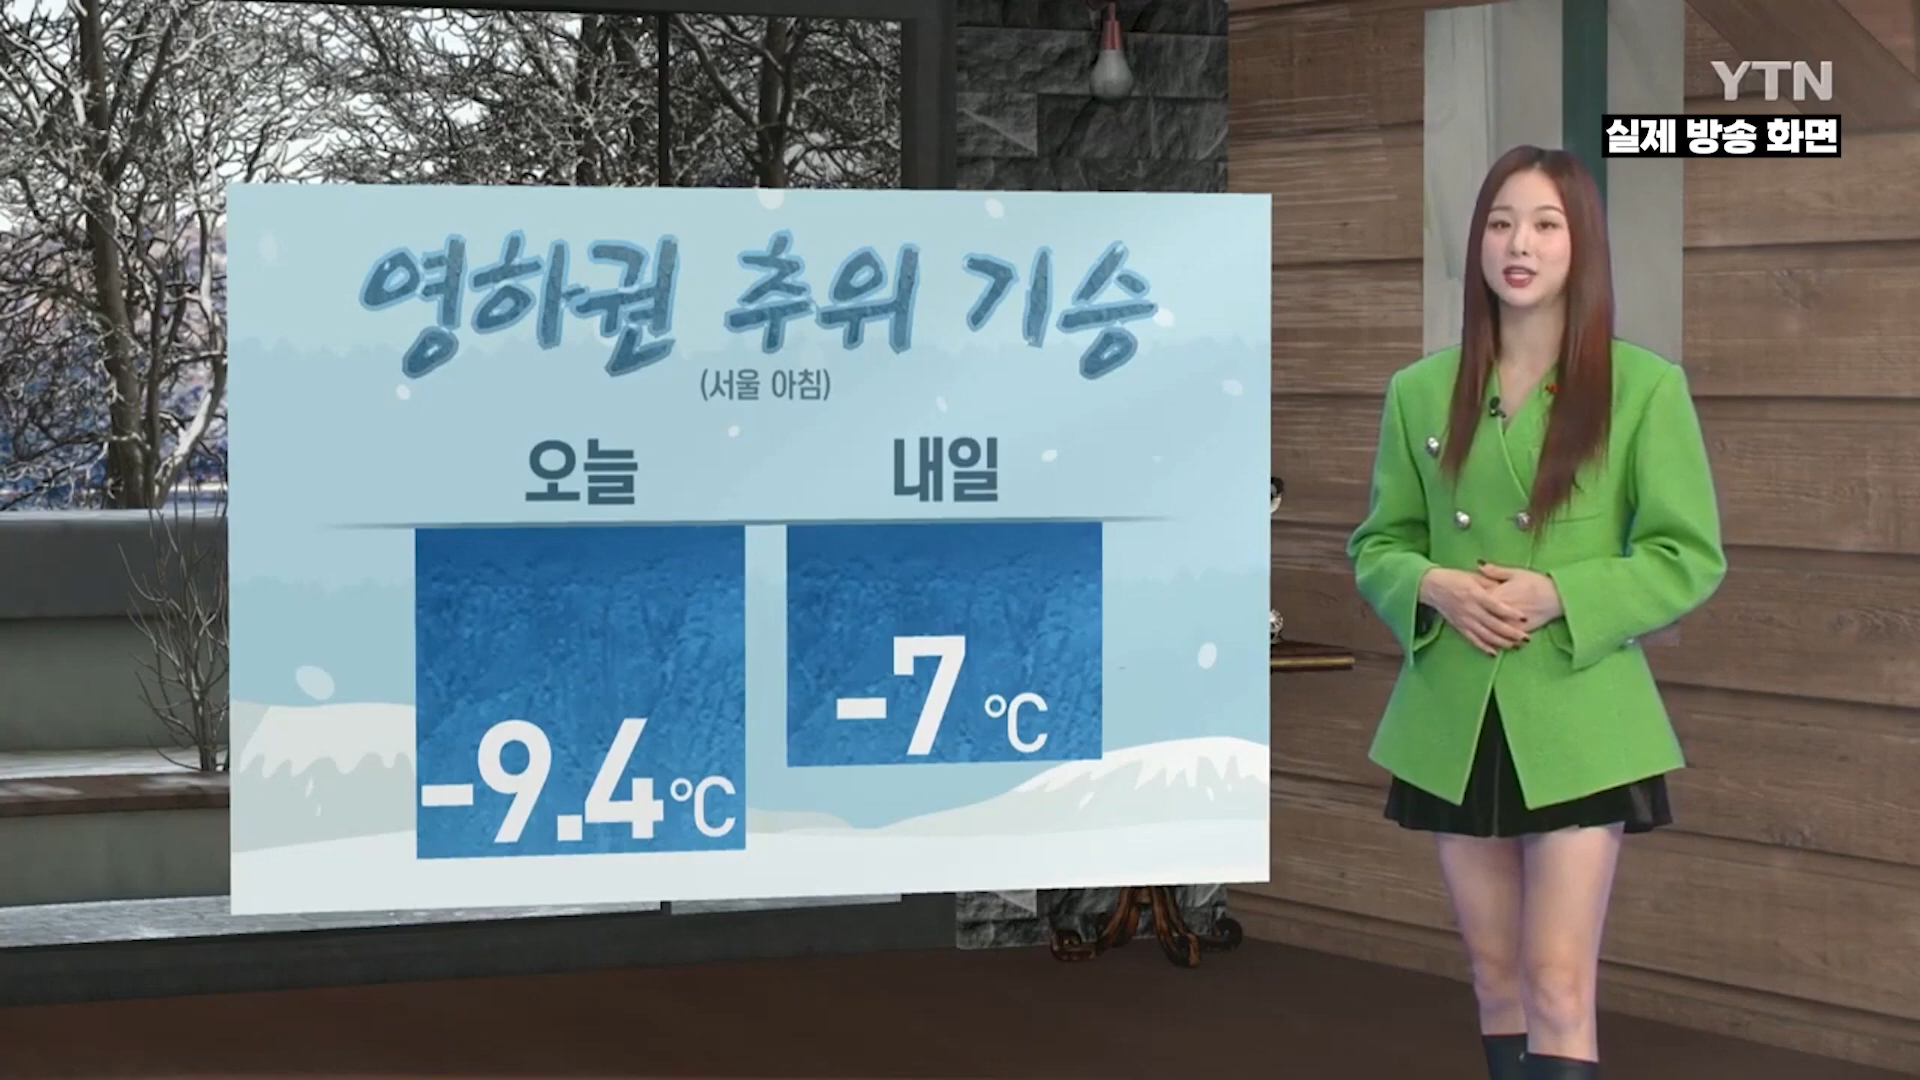 YTN
실제 방송 화면
영하권 추위 기승
(서울 아침)
오늘
내일
-9.4℃
-7℃